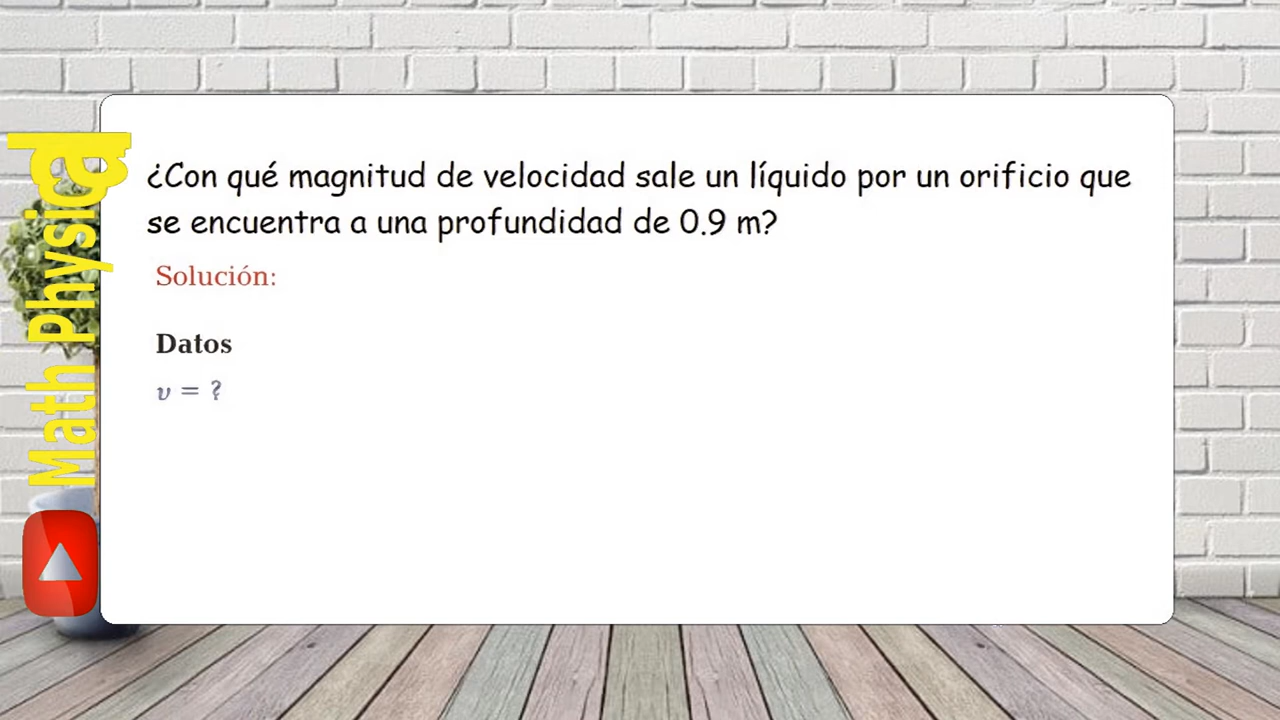 ¿Con qué magnitud de velocidad sale un líquido por un orificio que
se encuentra a una profundidad de 0.9 m?
Solución:
Datos
v = ?
Math Physica